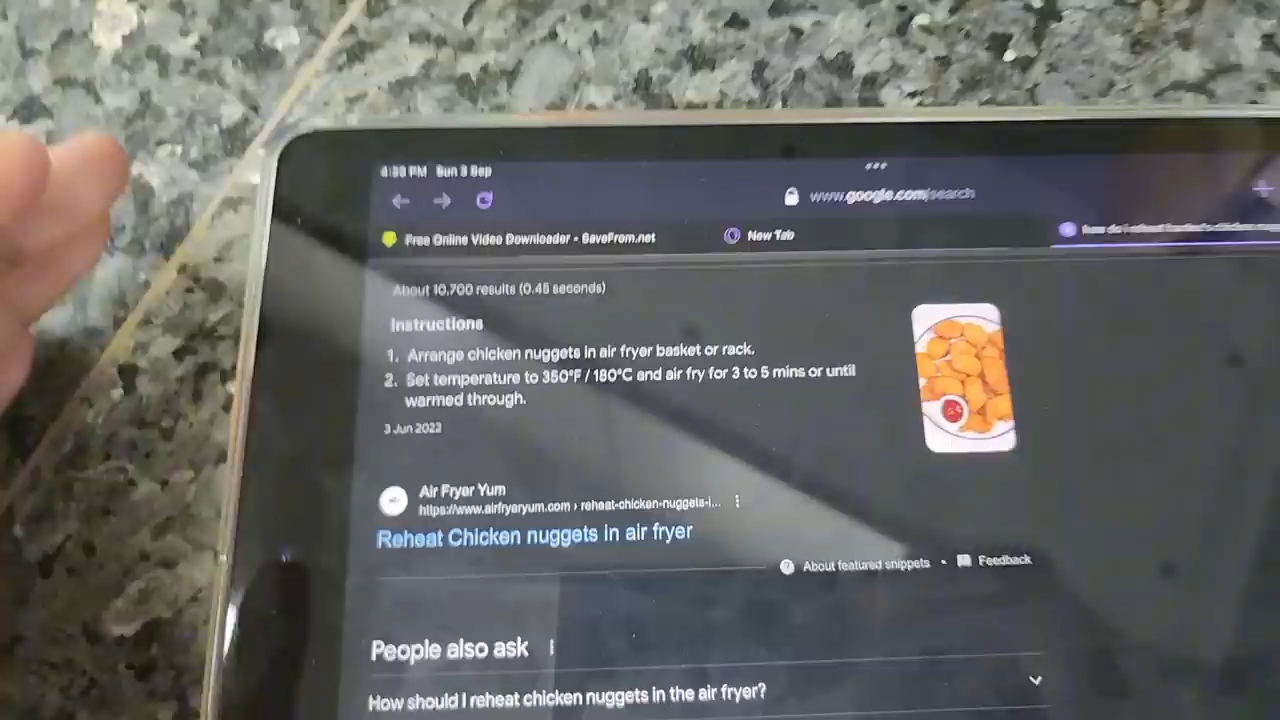 4:39 PM Sun 3 Sep
www.google.com/search
Free Online Video Downloader - SaveFrom.net
New Tab
how do I reheat
About 10,700 results (0.45 seconds)
Instructions
1. Arrange chicken nuggets in air fryer basket or rack.
2. Set temperature to 350°F / 180°C and air fry for 3 to 5 mins or until
warmed through.
3 Jun 2022
Air Fryer Yum
https://www.airfryeryum.com › reheat-chicken-nuggets-i...
Reheat Chicken nuggets in air fryer
About featured snippets • Feedback
People also ask
How should I reheat chicken nuggets in the air fryer?